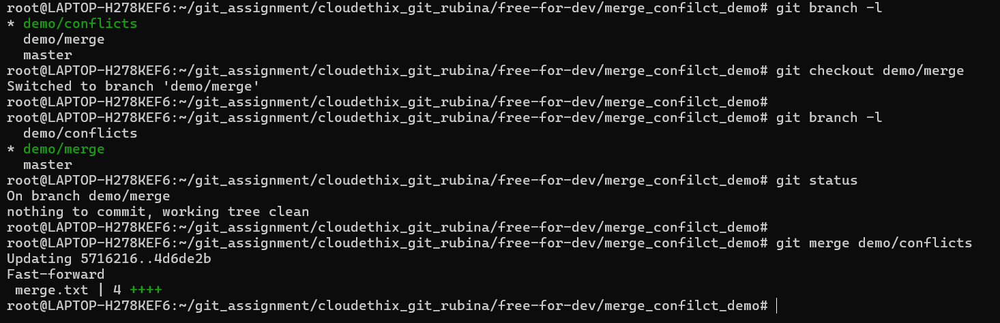 root@LAPTOP-H278KEF6:~/git_assignment/cloudethix_git_rubina/free-for-dev/merge_confilct_demo# git branch -l
* demo/conflicts
  demo/merge
  master
root@LAPTOP-H278KEF6:~/git_assignment/cloudethix_git_rubina/free-for-dev/merge_confilct_demo# git checkout demo/merge
Switched to branch 'demo/merge'
root@LAPTOP-H278KEF6:~/git_assignment/cloudethix_git_rubina/free-for-dev/merge_confilct_demo#
root@LAPTOP-H278KEF6:~/git_assignment/cloudethix_git_rubina/free-for-dev/merge_confilct_demo# git branch -l
  demo/conflicts
* demo/merge
  master
root@LAPTOP-H278KEF6:~/git_assignment/cloudethix_git_rubina/free-for-dev/merge_confilct_demo# git status
On branch demo/merge
nothing to commit, working tree clean
root@LAPTOP-H278KEF6:~/git_assignment/cloudethix_git_rubina/free-for-dev/merge_confilct_demo#
root@LAPTOP-H278KEF6:~/git_assignment/cloudethix_git_rubina/free-for-dev/merge_confilct_demo# git merge demo/conflicts
Updating 5716216..4d6de2b
Fast-forward
 merge.txt | 4 ++++
root@LAPTOP-H278KEF6:~/git_assignment/cloudethix_git_rubina/free-for-dev/merge_confilct_demo#